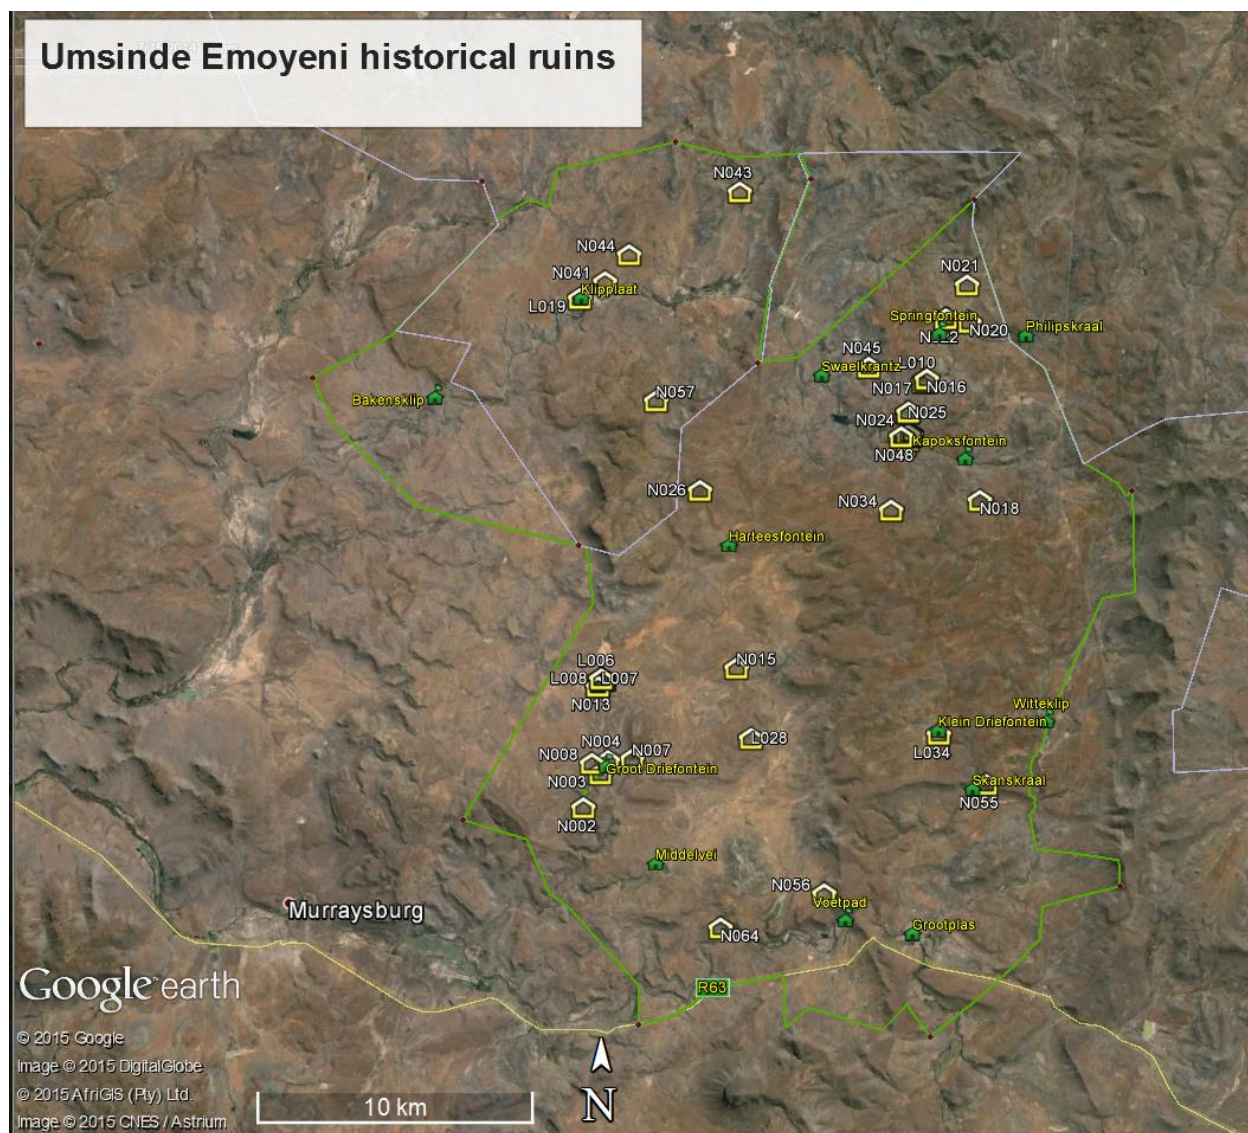 Umsinde Emoyeni historical ruins
N043
N044
N041
Klipplaat
L019
N021
Springfontein
N020
Philipskraal
N045
L010
Swaelkrantz
N017
N016
Bakensklip
N057
N024
N025
Kapoksfontein
N048
N026
N034
N018
Harteesfontein
L006
L008
L007
N013
N015
Witteklip
Klein Driefontein
L028
L034
N004
N008
N007
Groot Driefontein
N003
Skanskraal
N055
N002
Middelvei
N056
Voetpad
Murraysburg
Grootplas
N064
Google earth
R63
© 2015 Google
Image © 2015 DigitalGlobe
© 2015 AfriGIS (Pty) Ltd.
Image © 2015 CNES / Astrium
10 km
N